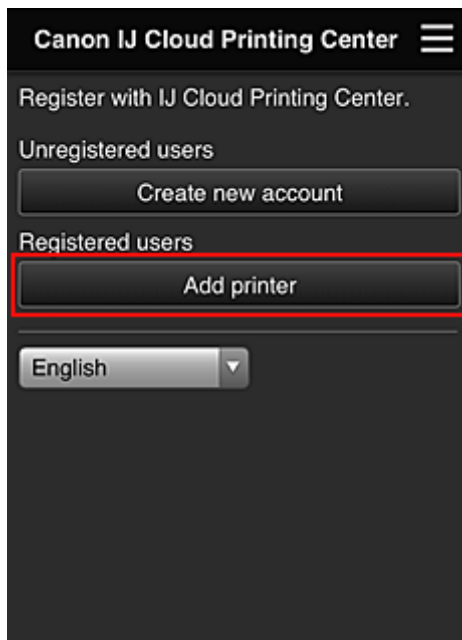 Canon IJ Cloud Printing Center
Register with IJ Cloud Printing Center.
Unregistered users
Create new account
Registered users
Add printer
English